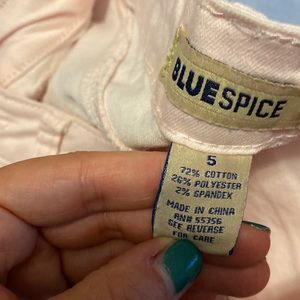 BLUESPICE
5
72% COTTON
26% POLYESTER
2% SPANDEX
MADE IN CHINA
RN# 55356
SEE REVERSE
FOR CARE